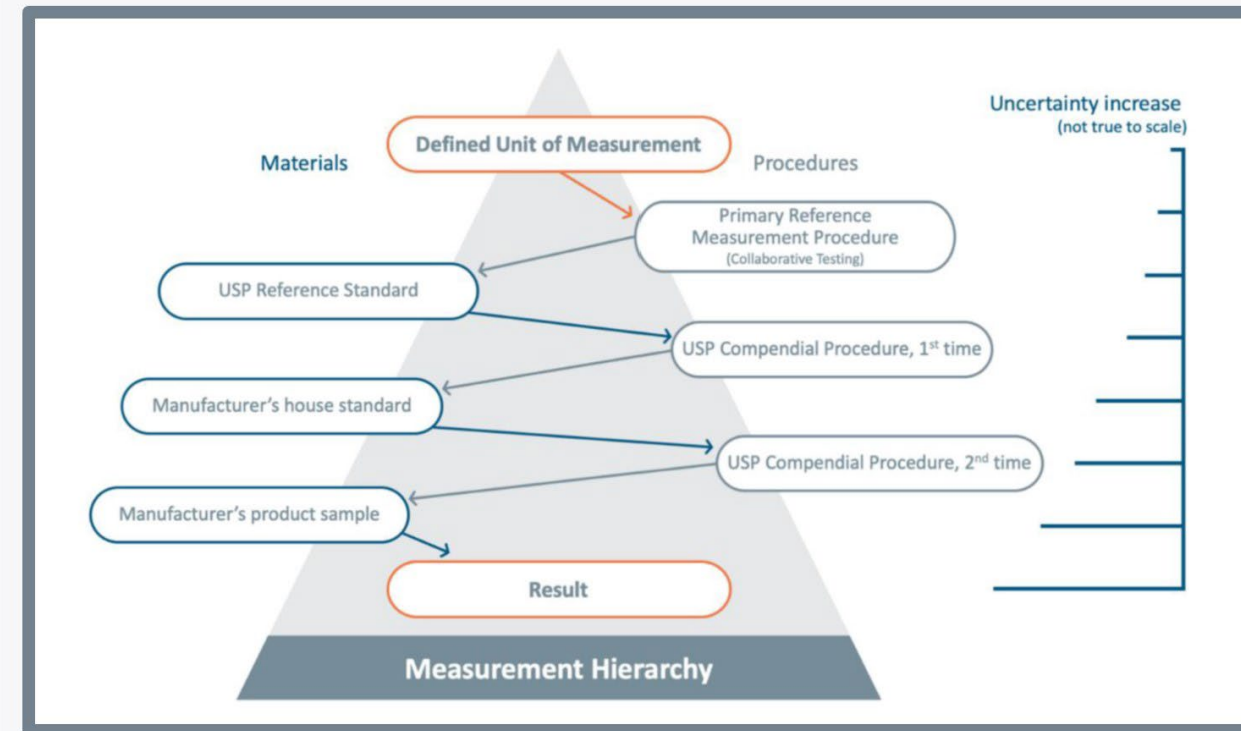 Uncertainty increase
(not true to scale)
Defined Unit of Measurement
Materials
Procedures
Primary Reference
Measurement Procedure
(Collaborative Testing)
USP Reference Standard
USP Compendial Procedure, 1st time
Manufacturer's house standard
USP Compendial Procedure, 2nd time
Manufacturer's product sample
Result
Measurement Hierarchy